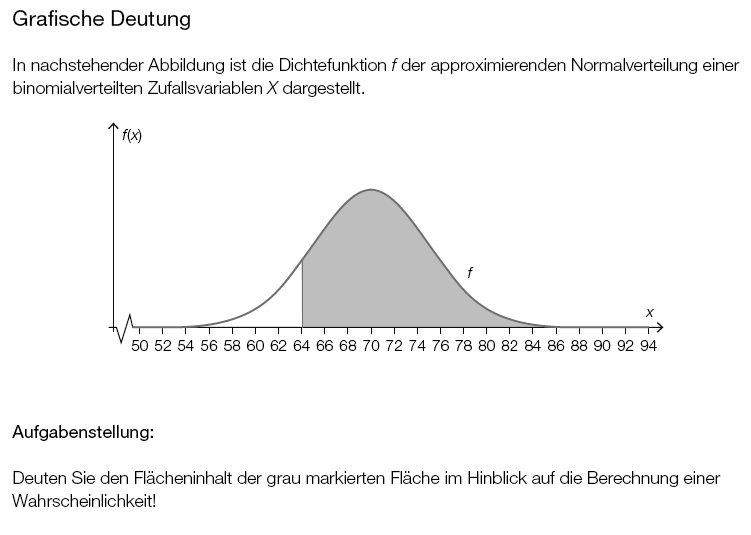 Grafische Deutung
In nachstehender Abbildung ist die Dichtefunktion f der approximierenden Normalverteilung einer
binomialverteilten Zufallsvariablen X dargestellt.
f(x)
f
x
50 52 54 56 58 60 62 64 66 68 70 72 74 76 78 80 82 84 86 88 90 92 94
Aufgabenstellung:
Deuten Sie den Flächeninhalt der grau markierten Fläche im Hinblick auf die Berechnung einer
Wahrscheinlichkeit!